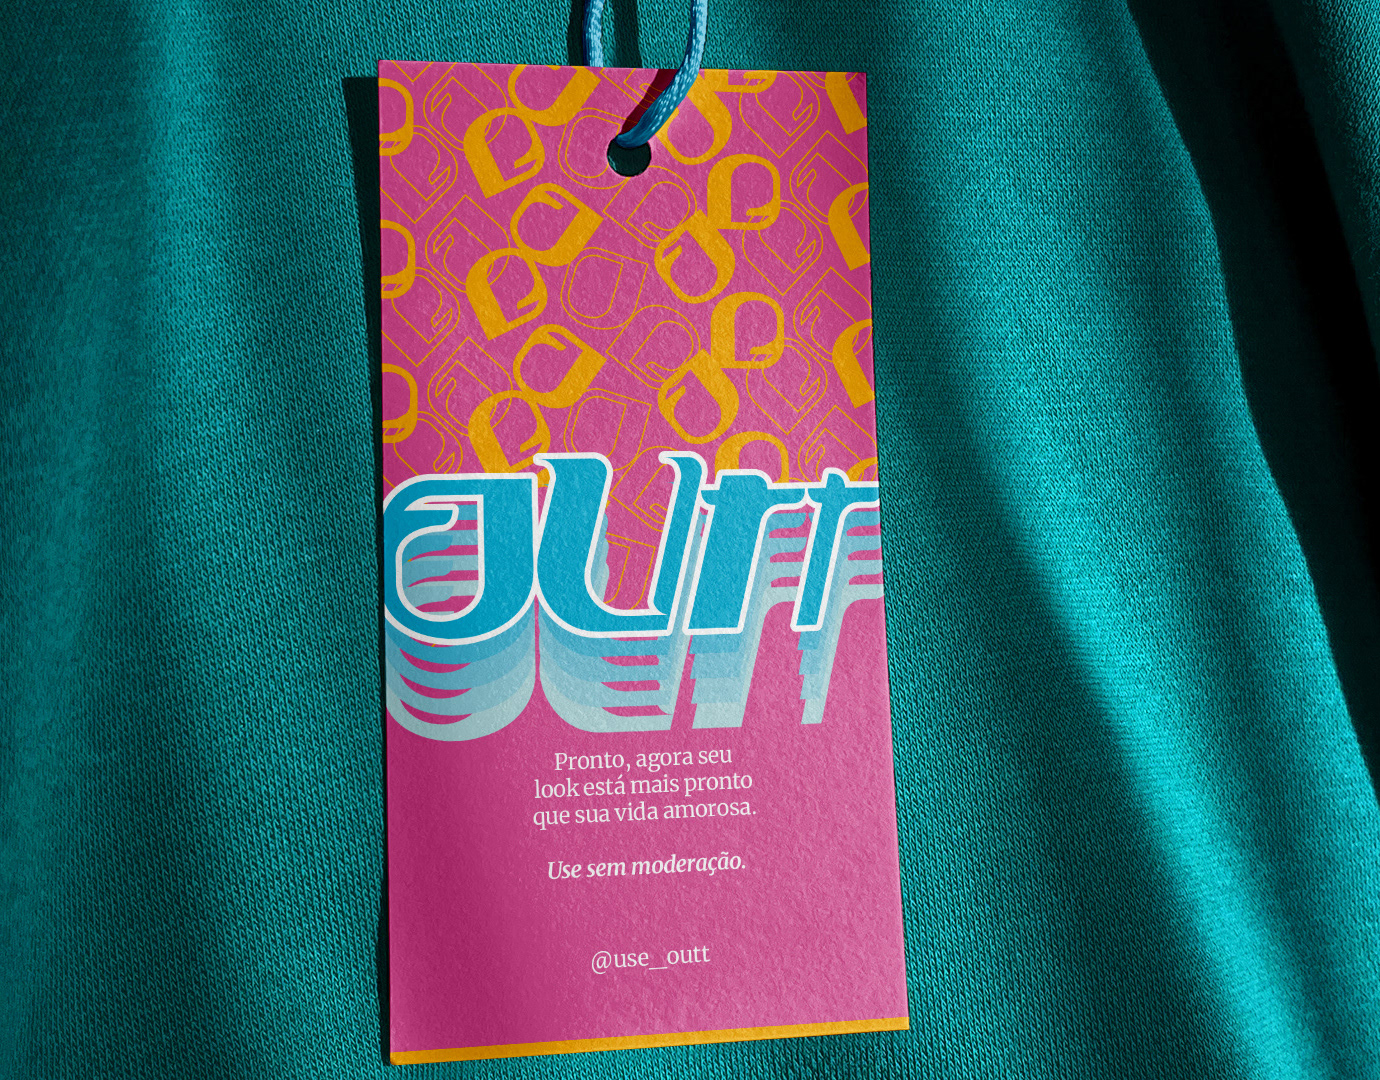 outt
Pronto, agora seu
look está mais pronto
que sua vida amorosa.
Use sem moderação.
@use_outt